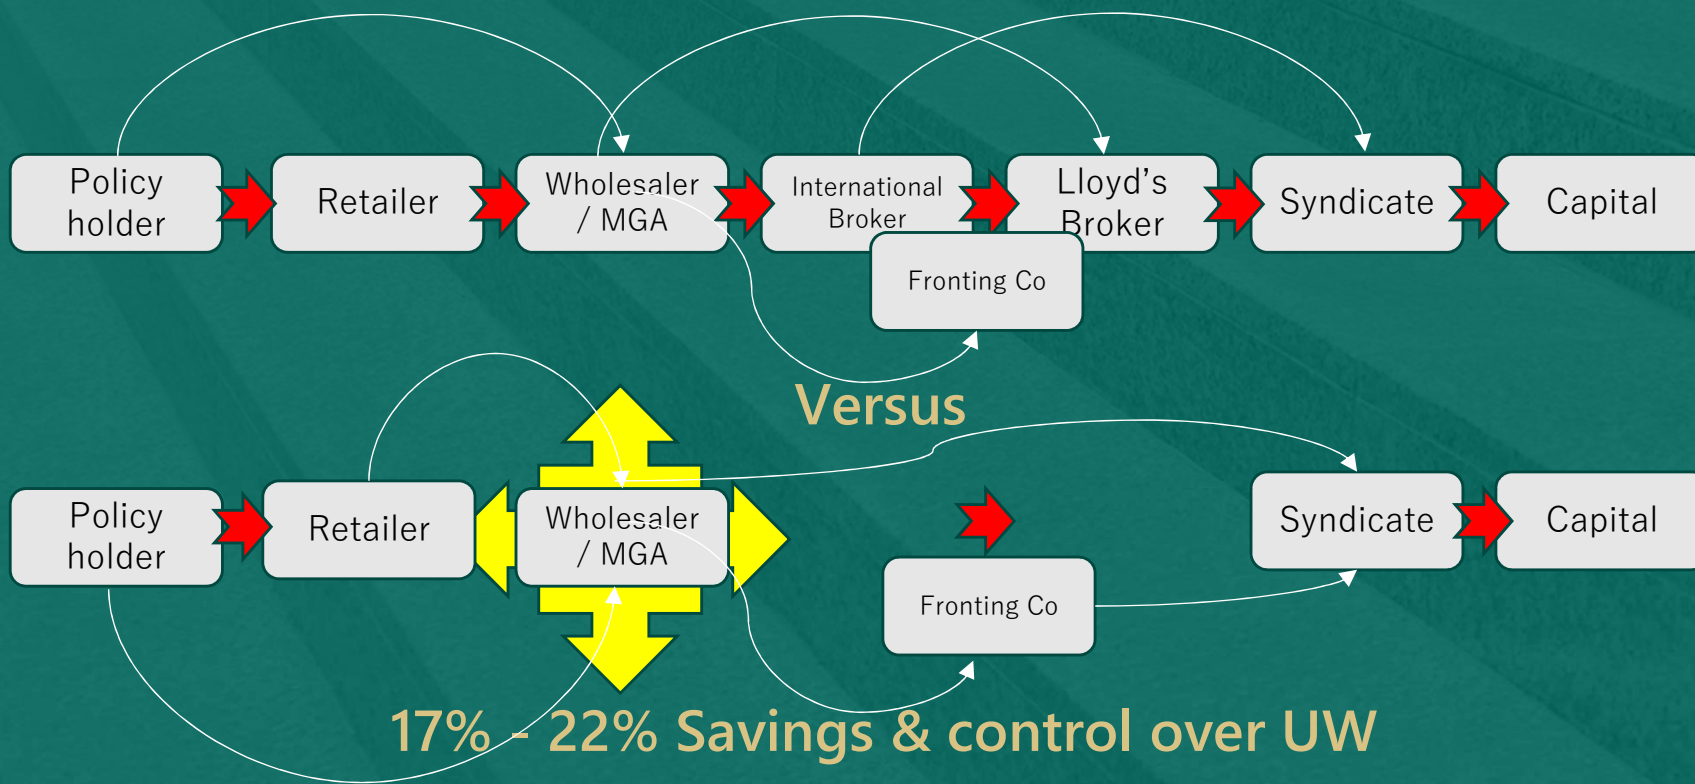 Policy
holder
Retailer
Wholesaler
/ MGA
International
Broker
Lloyd's
Broker
Syndicate
Capital
Fronting Co
Versus
Policy
holder
Retailer
Wholesaler
/ MGA
Syndicate
Capital
Fronting Co
17% - 22% Savings & control over UW